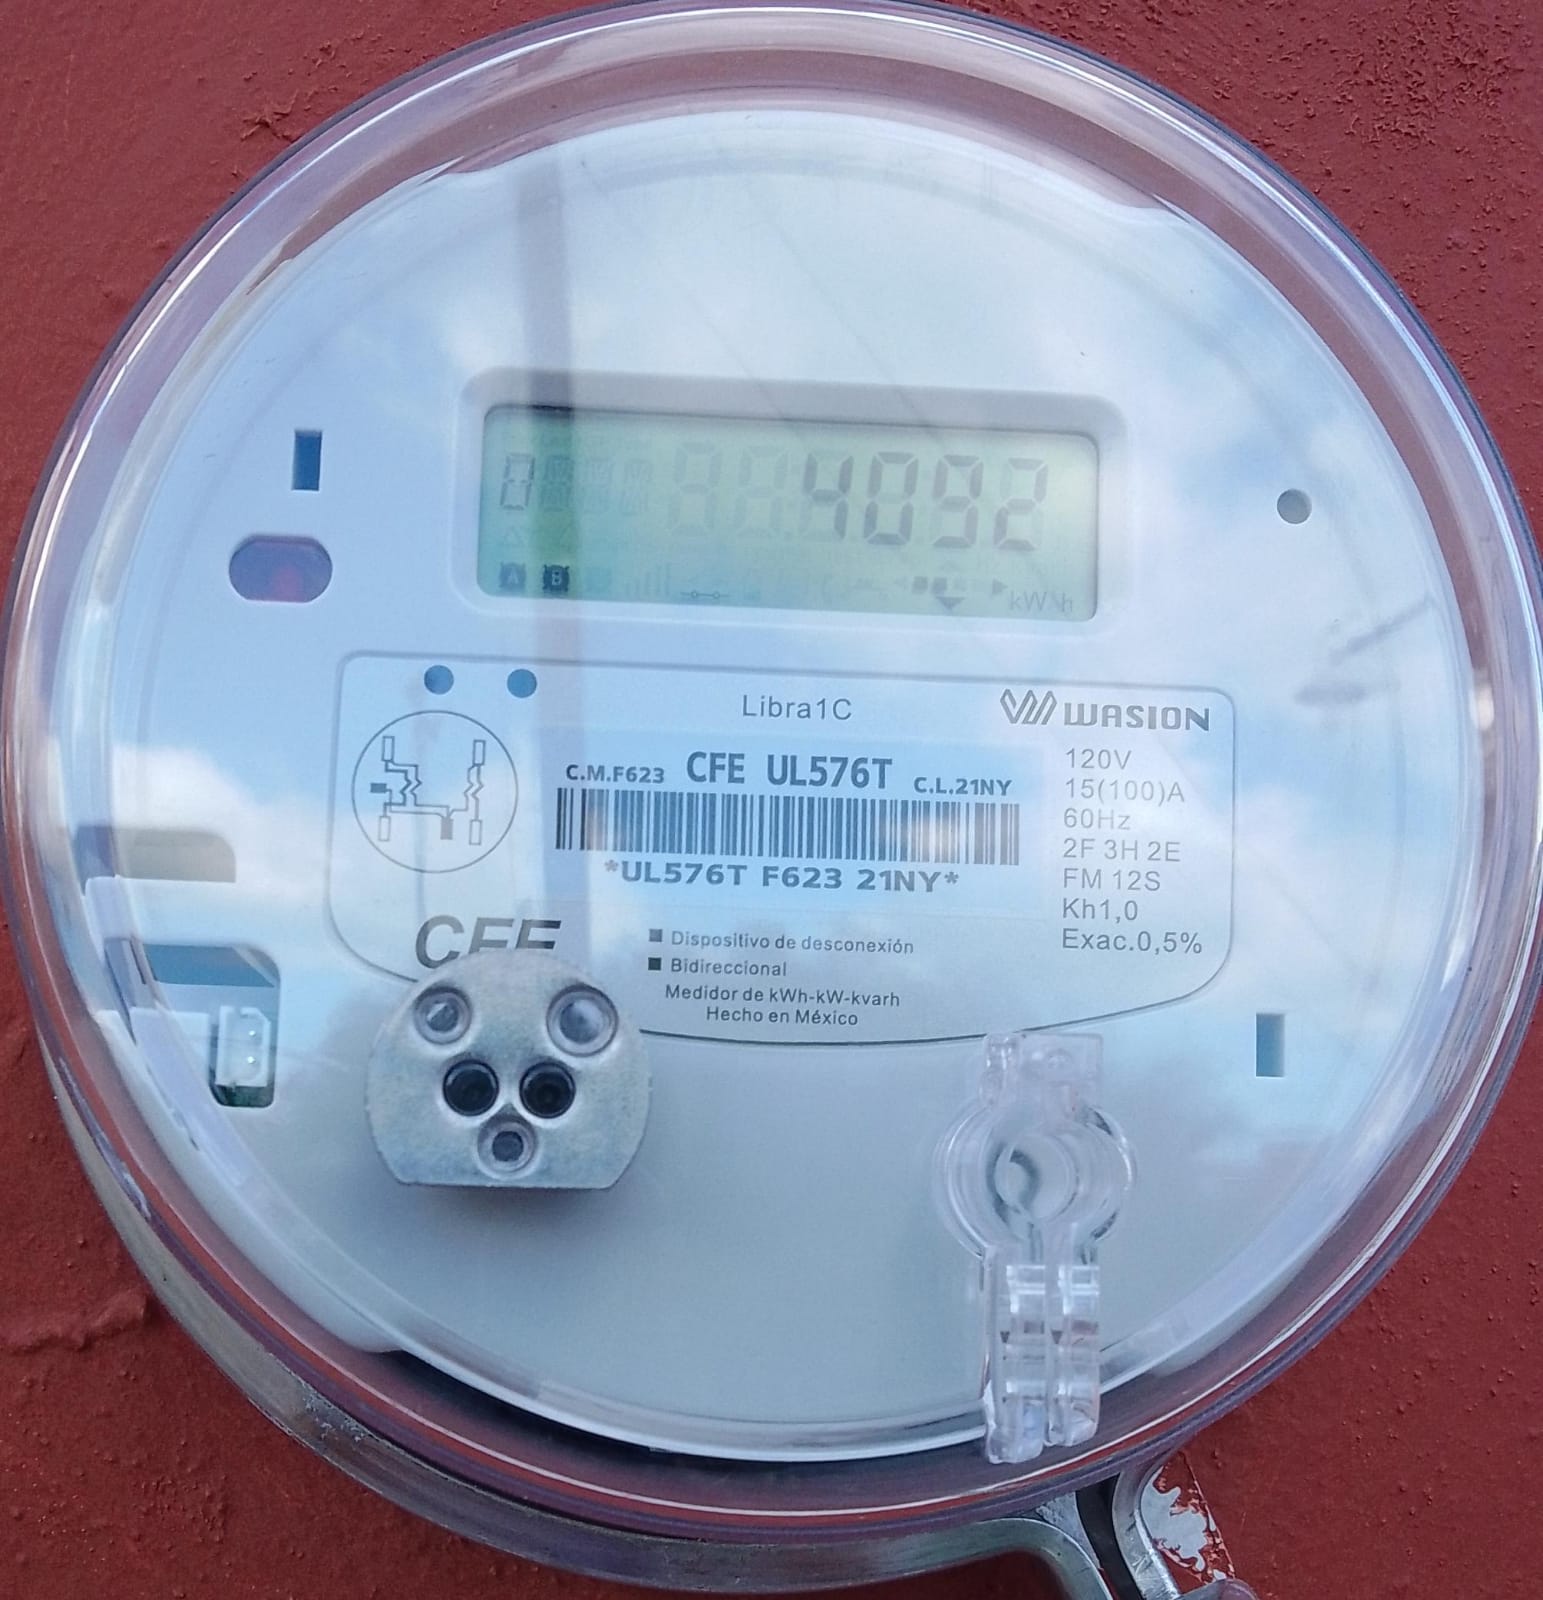 0 4092
A B
kWh
Libra1C
WASION
C.M.F623 CFE UL576T C.L.21NY
*UL576T F623 21NY*
120V
15(100)A
60Hz
2F 3H 2E
FM 12S
Kh1,0
Exac.0,5%
CFE
Dispositivo de desconexión
Bidireccional
Medidor de kWh-kW-kvarh
Hecho en México